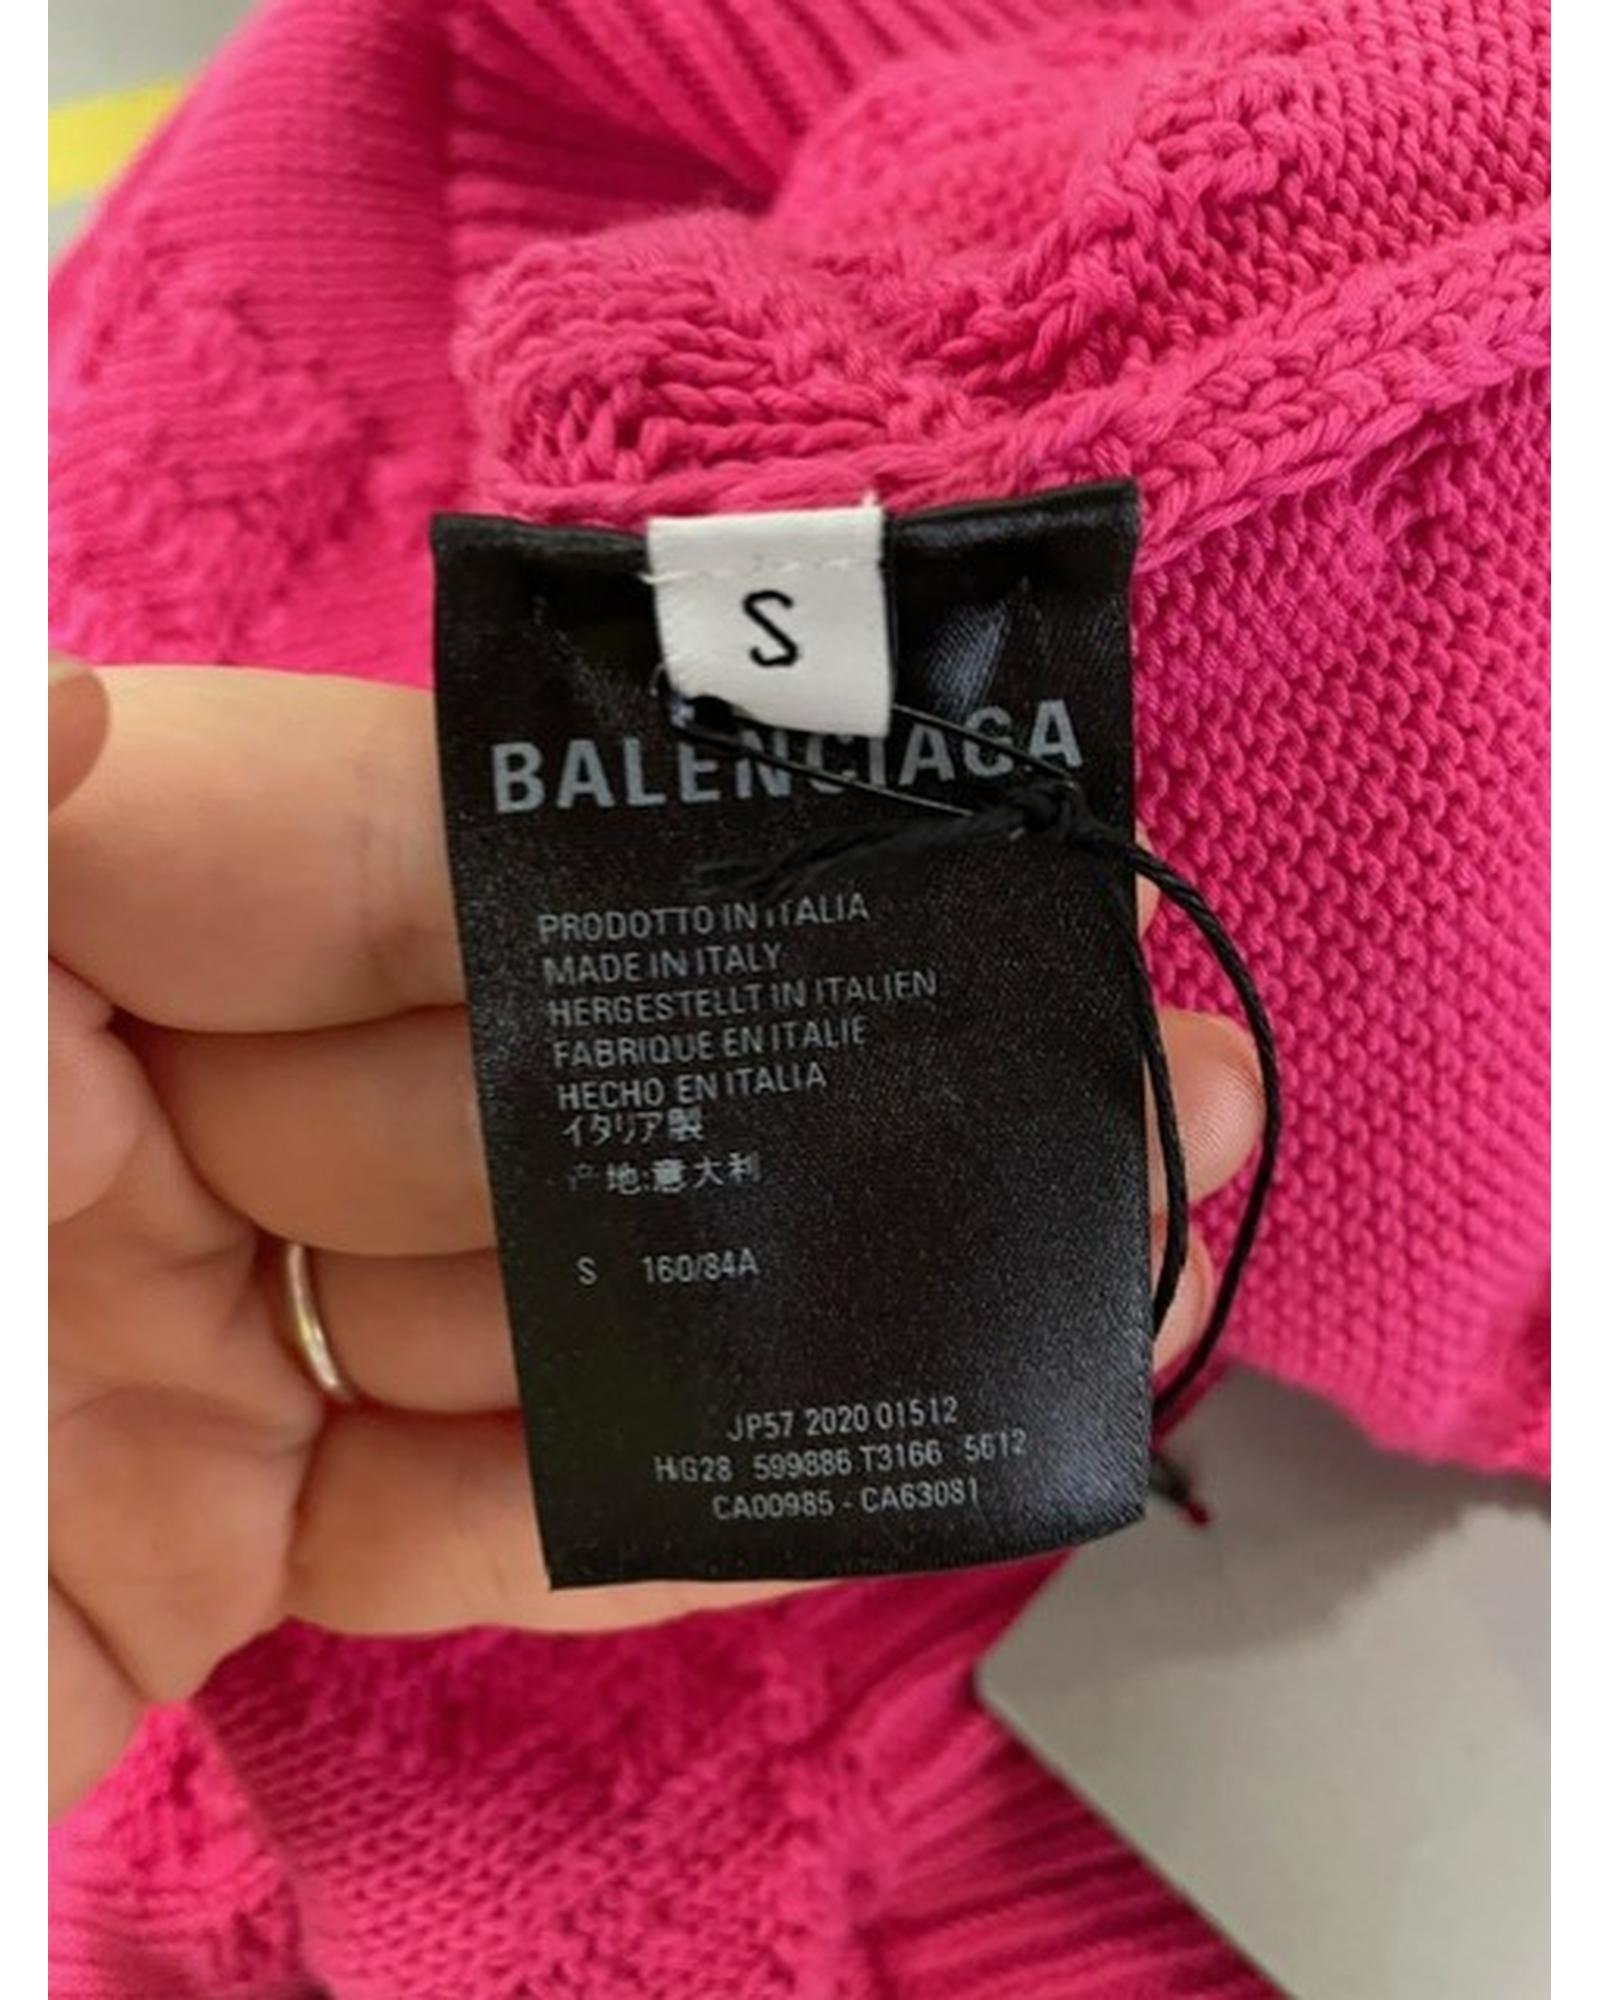 S
BALENCIAGA
PRODOTTO IN ITALIA
MADE IN ITALY
HERGESTELLT IN ITALIEN
FABRIQUE EN ITALIE
HECHO EN ITALIA
イタリア製
产地:意大利
S 160/84A
JP57 2020 01512
H/G28 599886 T3166 5612
CA00985 - CA63081